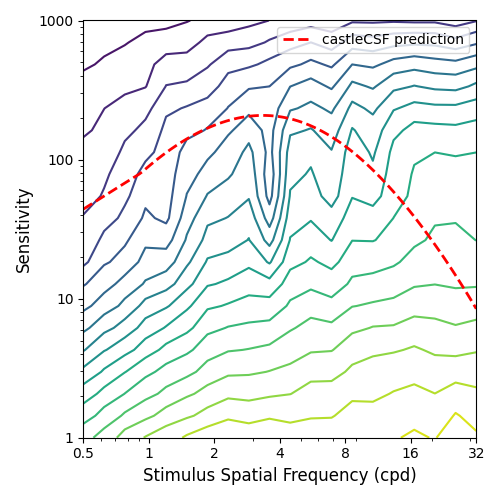 1000
castleCSF prediction
100
Sensitivity
10
1
0.5 1 2 4 8 16 32
Stimulus Spatial Frequency (cpd)